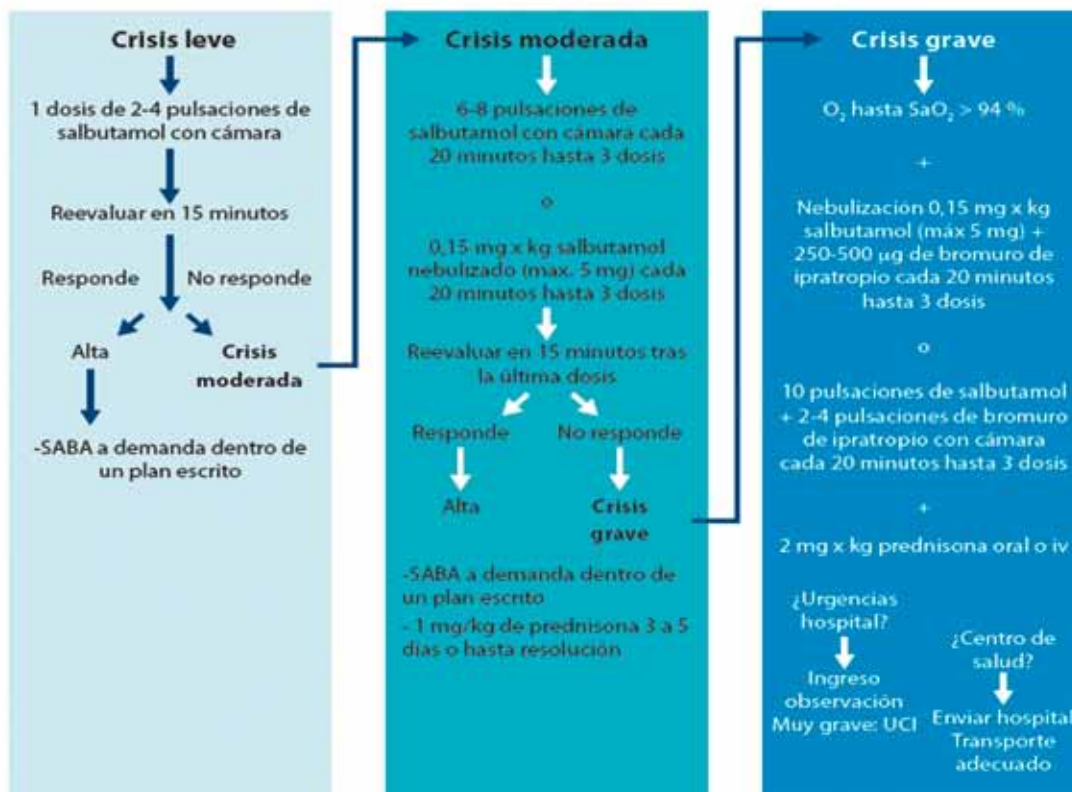 Crisis leve
1 dosis de 2-4 pulsaciones de
salbutamol con cámara
Reevaluar en 15 minutos
Responde
No responde
Alta
Crisis
moderada
-SABA a demanda dentro de
un plan escrito
Crisis moderada
6-8 pulsaciones de
salbutamol con cámara cada
20 minutos hasta 3 dosis
o
0,15 mg x kg salbutamol
nebulizado (max. 5 mg) cada
20 minutos hasta 3 dosis
Reevaluar en 15 minutos tras
la última dosis
Responde
No responde
Alta
Crisis
grave
-SABA a demanda dentro de
un plan escrito
- 1 mg/kg de prednisona 3 a 5
días o hasta resolución
Crisis grave
O₂ hasta SaO₂ > 94 %
+
Nebulización 0,15 mg x kg
salbutamol (máx 5 mg) +
250-500 µg de bromuro de
ipratropio cada 20 minutos
hasta 3 dosis
o
10 pulsaciones de salbutamol
+ 2-4 pulsaciones de bromuro
de ipratropio con cámara
cada 20 minutos hasta 3 dosis
+
2 mg x kg prednisona oral o iv
¿Urgencias
hospital?
Ingreso
observación
Muy grave: UCI
¿Centro de
salud?
Enviar hospital
Transporte
adecuado